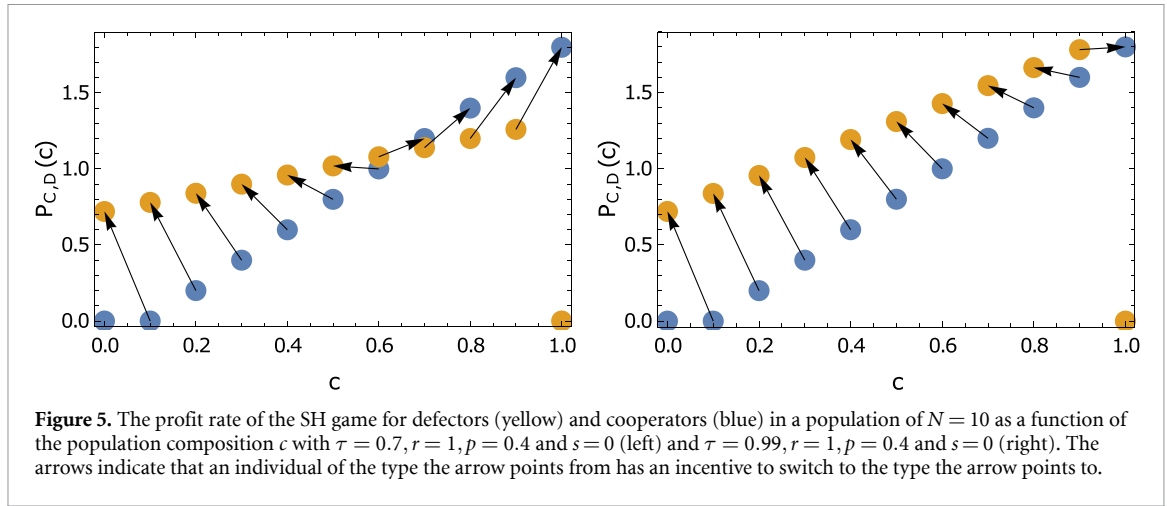 1.5
1.0
0.5
0.0
P_{C,D} (c)
0.0 0.2 0.4 0.6 0.8 1.0
c
1.5
1.0
0.5
0.0
P_{C,D} (c)
0.0 0.2 0.4 0.6 0.8 1.0
c
Figure 5. The profit rate of the SH game for defectors (yellow) and cooperators (blue) in a population of N = 10 as a function of
the population composition c with τ = 0.7, r = 1, p = 0.4 and s = 0 (left) and τ = 0.99, r = 1, p = 0.4 and s = 0 (right). The
arrows indicate that an individual of the type the arrow points from has an incentive to switch to the type the arrow points to.